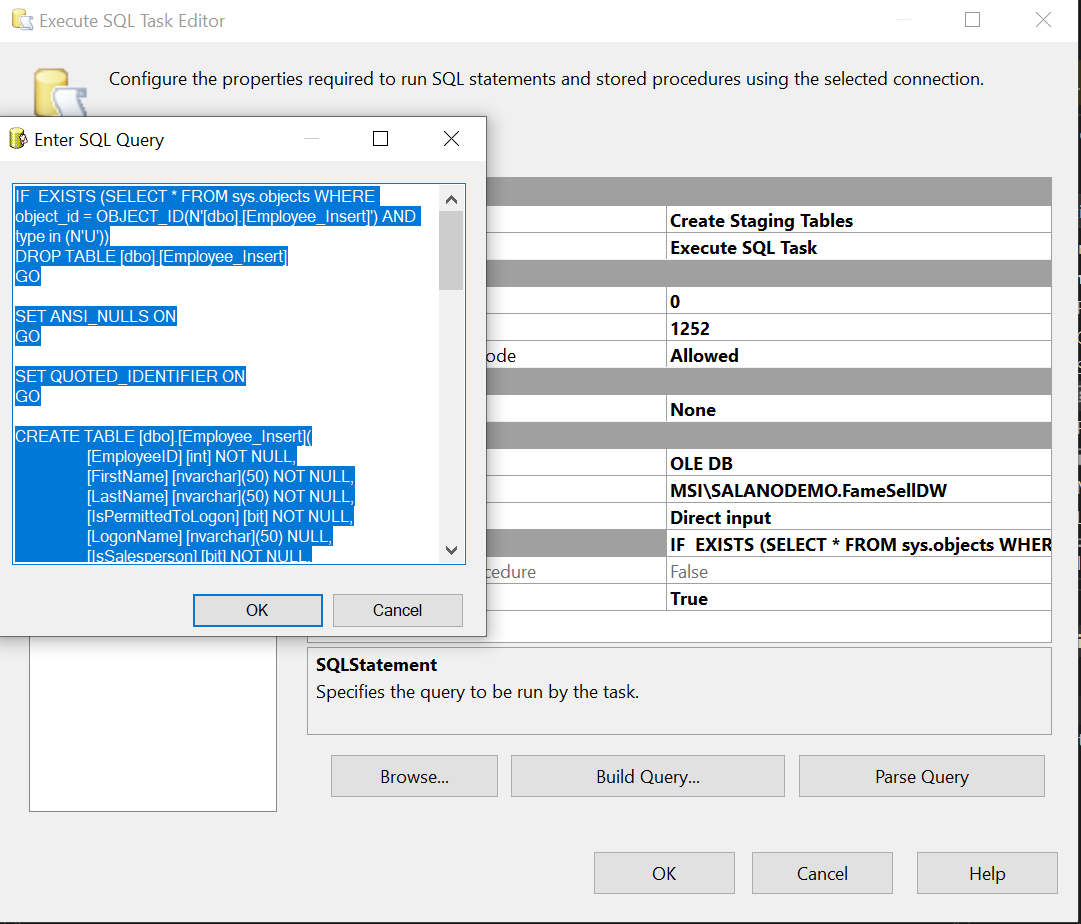 Execute SQL Task Editor
Configure the properties required to run SQL statements and stored procedures using the selected connection.
Enter SQL Query
IF  EXISTS (SELECT * FROM sys.objects WHERE
object_id = OBJECT_ID(N'[dbo].[Employee_Insert]') AND
type in (N'U'))
DROP TABLE [dbo].[Employee_Insert]
GO
SET ANSI_NULLS ON
GO
SET QUOTED_IDENTIFIER ON
GO
CREATE TABLE [dbo].[Employee_Insert](
[EmployeeID] [int] NOT NULL,
[FirstName] [nvarchar](50) NOT NULL,
[LastName] [nvarchar](50) NOT NULL,
[IsPermittedToLogon] [bit] NOT NULL,
[LogonName] [nvarchar](50) NULL,
[IsSalesperson] [bit] NOT NULL,
OK
Cancel
Create Staging Tables
Execute SQL Task
0
1252
ode
Allowed
None
OLE DB
MSI\SALANODEMO.FameSellDW
Direct input
IF  EXISTS (SELECT * FROM sys.objects WHER
cedure
False
True
SQLStatement
Specifies the query to be run by the task.
Browse...
Build Query...
Parse Query
OK
Cancel
Help